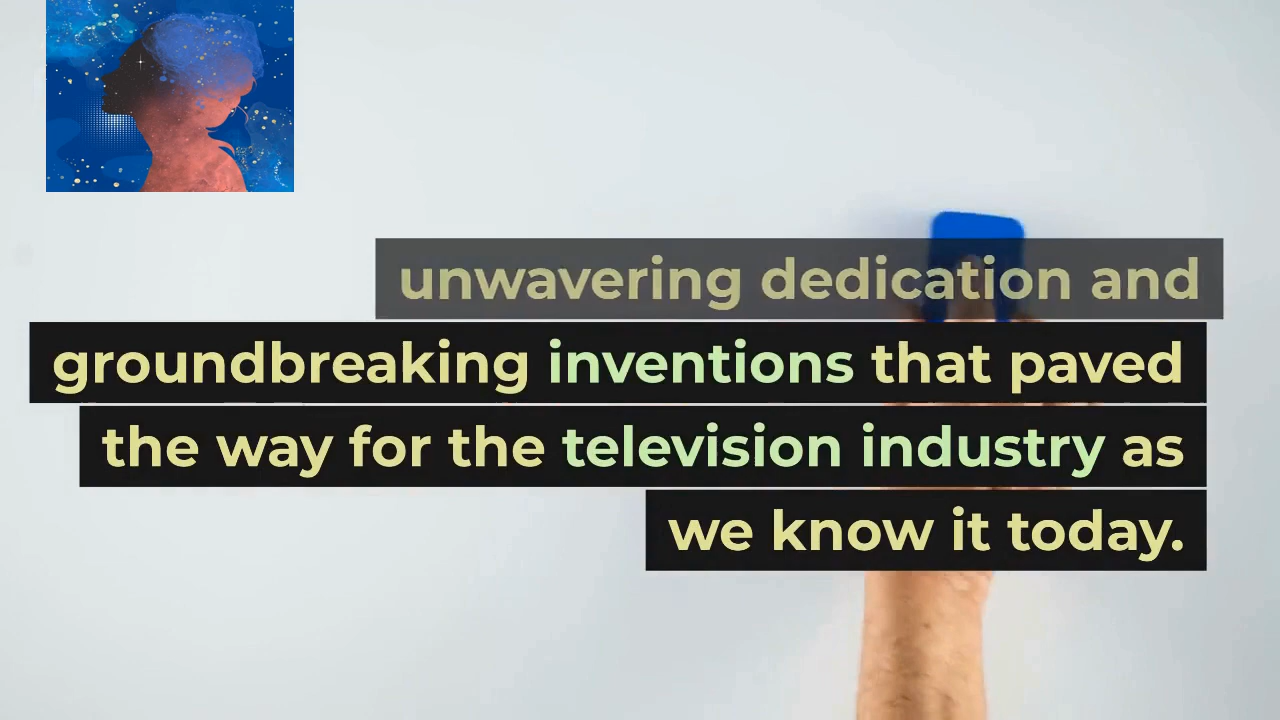 unwavering dedication and
groundbreaking inventions that paved
the way for the television industry as
we know it today.